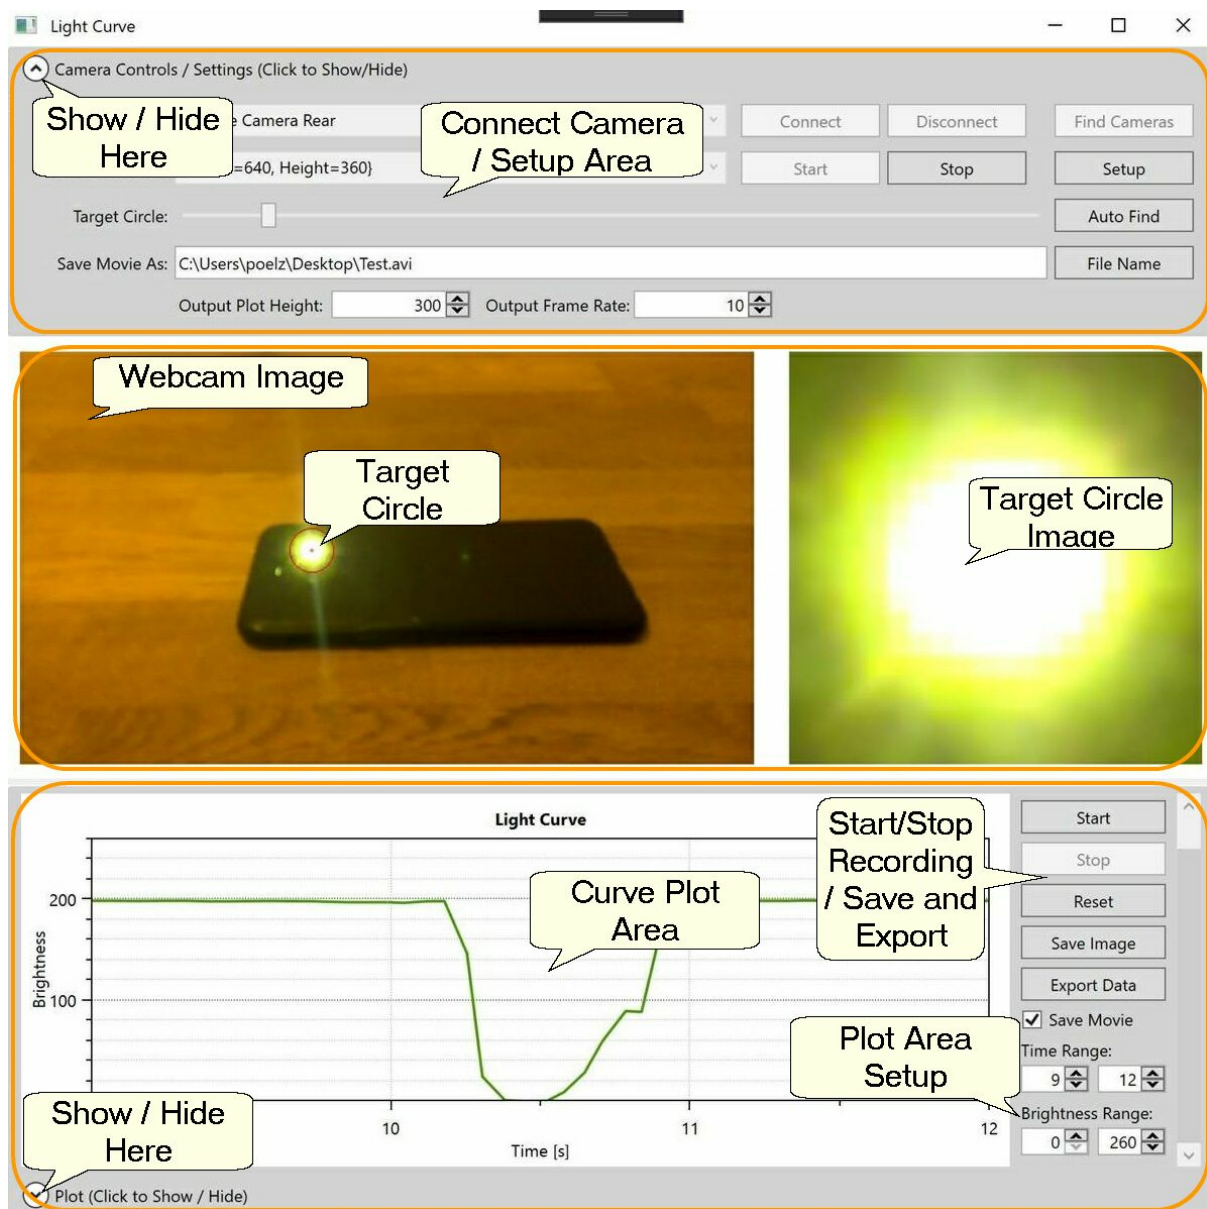 Light Curve
Camera Controls / Settings (Click to Show/Hide)
Show / Hide
Here
Camera Rear
Connect Camera
/ Setup Area
Connect
Disconnect
Find Cameras
=640, Height=360}
Start
Stop
Setup
Target Circle:
Auto Find
Save Movie As:
C:\Users\poelz\Desktop\Test.avi
File Name
Output Plot Height:
300
Output Frame Rate:
10
Webcam Image
Target
Circle
Target Circle
Image
Light Curve
Brightness
200
100
Curve Plot
Area
10
11
12
Time [s]
Start/Stop
Recording
/ Save and
Export
Start
Stop
Reset
Save Image
Export Data
Save Movie
Plot Area
Setup
Time Range:
9
12
Brightness Range:
0
260
Show / Hide
Here
Plot (Click to Show / Hide)